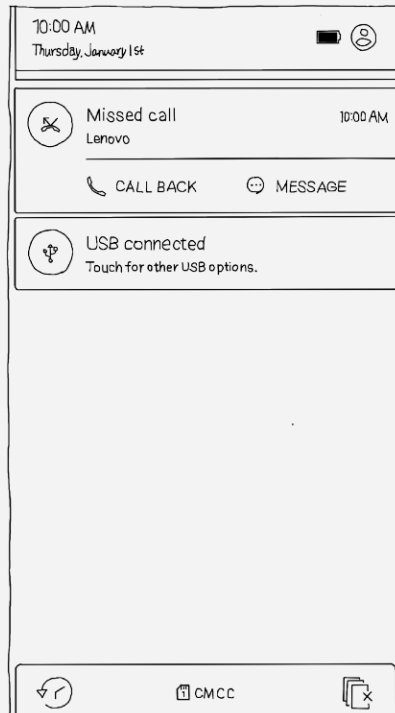 10:00 AM
Thursday, January 1st
Missed call 10:00 AM
Lenovo
CALL BACK MESSAGE
USB connected
Touch for other USB options.
1 CMCC